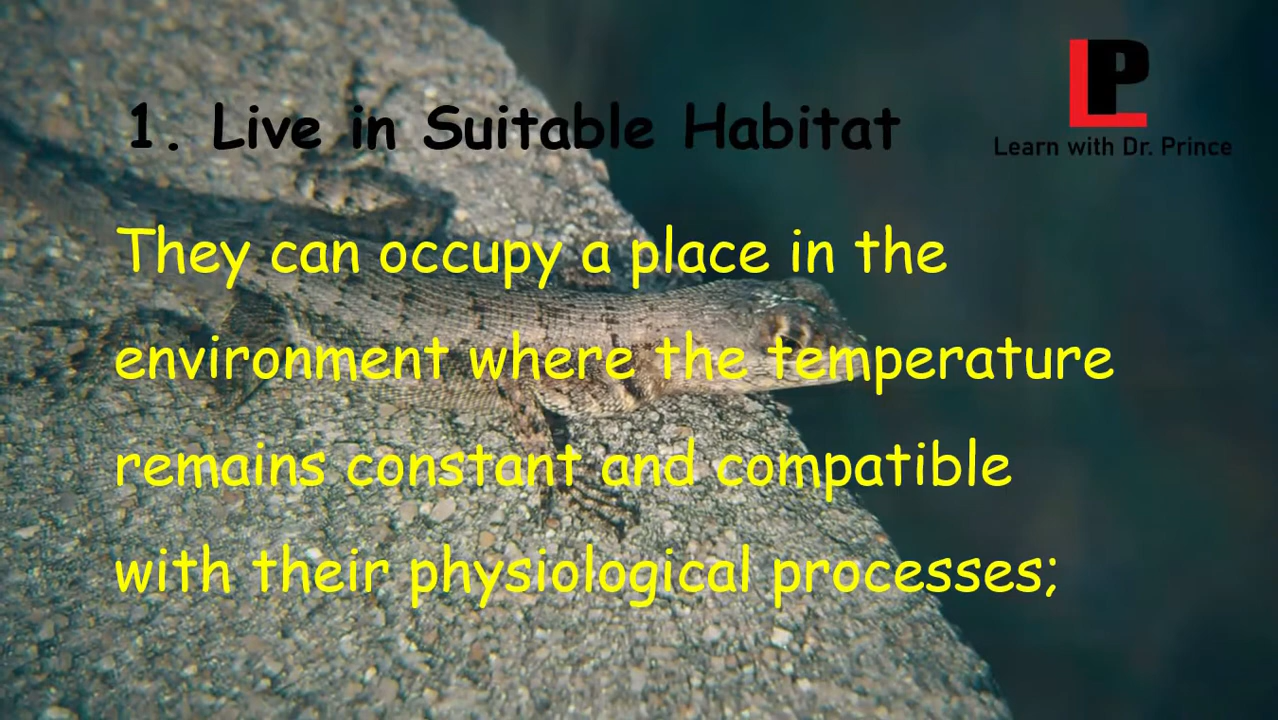 LP
Learn with Dr. Prince
1. Live in Suitable Habitat
They can occupy a place in the
environment where the temperature
remains constant and compatible
with their physiological processes;